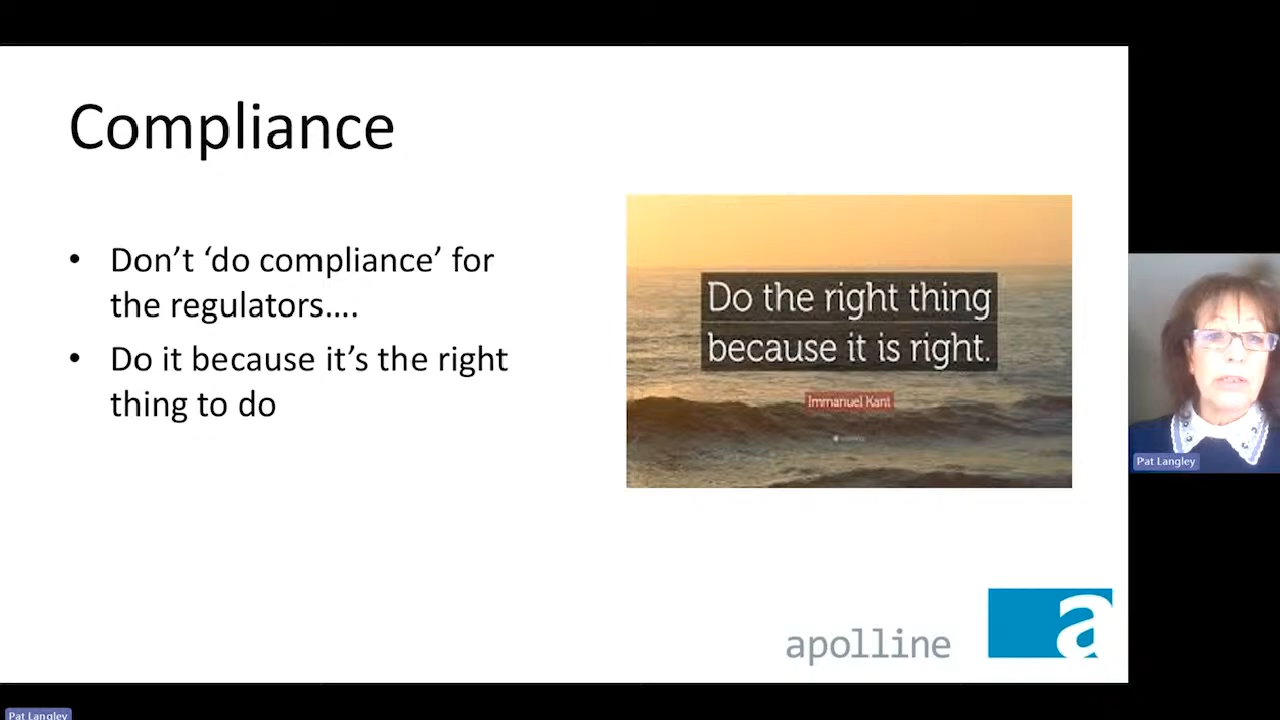 Compliance
• Don’t ‘do compliance’ for
the regulators....
• Do it because it’s the right
thing to do
Do the right thing
because it is right.
Immanuel Kant
apolline
a
Pat Langley
Pat Langley